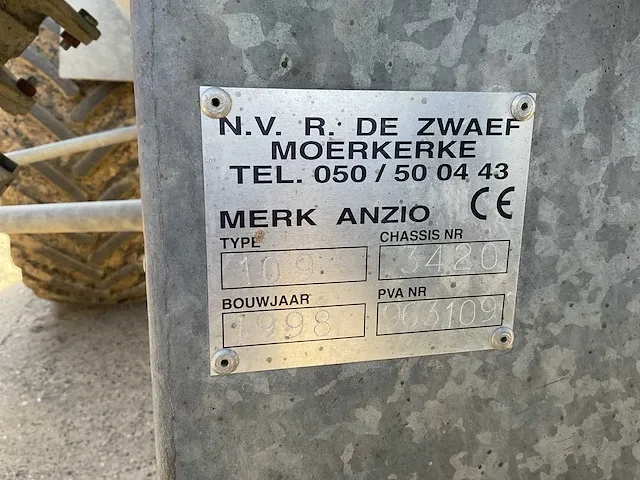 N.V. R. DE ZWAEF
MOERKERKE
TEL. 050 / 50 04 43
MERK ANZIO CE
TYPE CHASSIS NR
109 3420
BOUWJAAR PVA NR
1998 963109